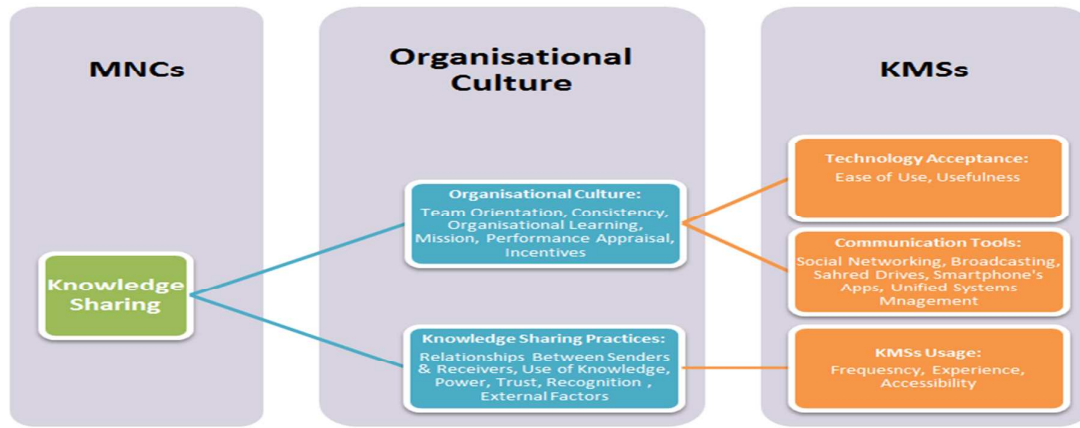 MNCs
Knowledge
Sharing
Organisational
Culture
Organisational Culture:
Team Orientation, Consistency,
Organisational Learning,
Mission, Performance Appraisal,
Incentives
Knowledge Sharing Practices:
Relationships Between Senders
& Receivers, Use of Knowledge,
Power, Trust, Recognition ,
External Factors
KMSs
Technology Acceptance:
Ease of Use, Usefulness
Communication Tools:
Social Networking, Broadcasting,
Sahred Drives, Smartphone's
Apps, Unified Systems
Mnagement
KMSs Usage:
Frequesncy, Experience,
Accessibility